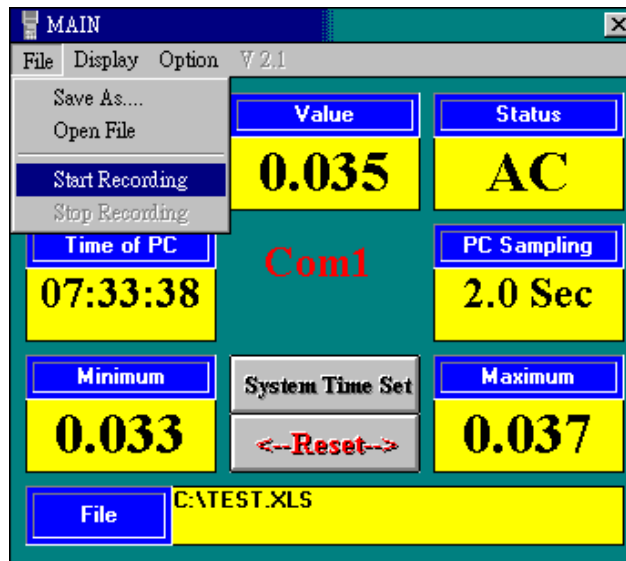 MAIN
File Display Option V 2.1
Save As....
Open File
Start Recording
Stop Recording
Value
0.035
Status
AC
Time of PC
07:33:38
Com1
PC Sampling
2.0 Sec
Minimum
0.033
System Time Set
<--Reset-->
Maximum
0.037
File
C:\TEST.XLS